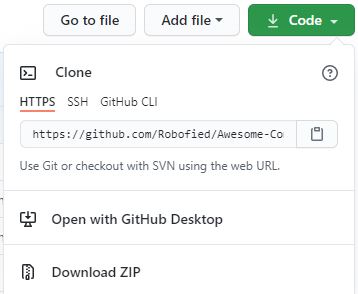 Go to file Add file Code
Clone
HTTPS SSH GitHub CLI
https://github.com/Robofied/Awesome-Co
Use Git or checkout with SVN using the web URL.
Open with GitHub Desktop
Download ZIP